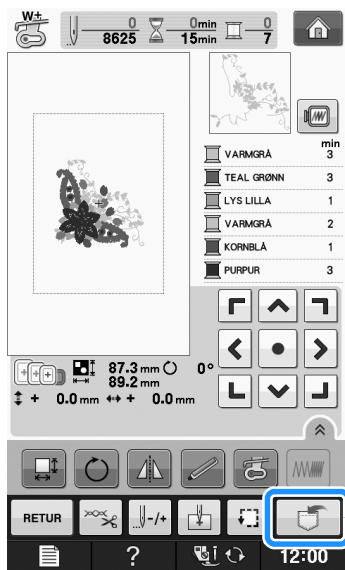 W+
0
8625
0min
15min
0
7
min
VARMGRÅ 3
TEAL GRØNN 3
LYS LILLA 1
VARMGRÅ 2
KORNBLÅ 1
PURPUR 3
87.3 mm 0°
89.2 mm
+ 0.0 mm + 0.0 mm
RETUR -/+
? 12:00